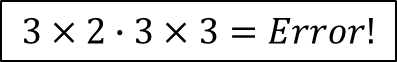 3 × 2 · 3 × 3 = Error!